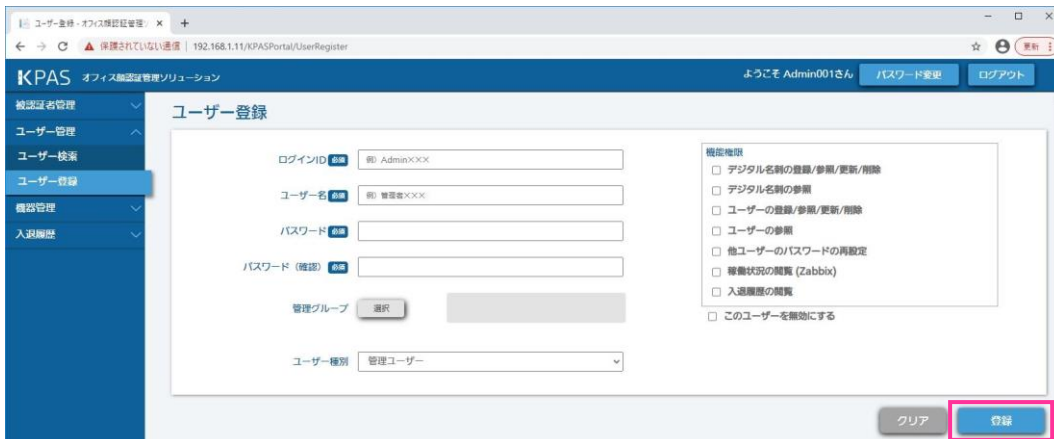 ユーザー登録 - オフィス顔認証管理
保護されていない通信 | 192.168.1.11/KPASPortal/UserRegister
更新
KPAS オフィス顔認証管理ソリューション
ようこそ Admin001さん
パスワード変更
ログアウト
被認証者管理
ユーザー管理
ユーザー検索
ユーザー登録
機器管理
入退履歴
ユーザー登録
ログインID 必須 例) Admin×××
ユーザー名 必須 例) 管理者×××
パスワード 必須
パスワード（確認） 必須
管理グループ 選択
ユーザー種別 管理ユーザー
機能権限
デジタル名刺の登録/参照/更新/削除
デジタル名刺の参照
ユーザーの登録/参照/更新/削除
ユーザーの参照
他ユーザーのパスワードの再設定
稼働状況の閲覧 (Zabbix)
入退履歴の閲覧
このユーザーを無効にする
クリア
登録